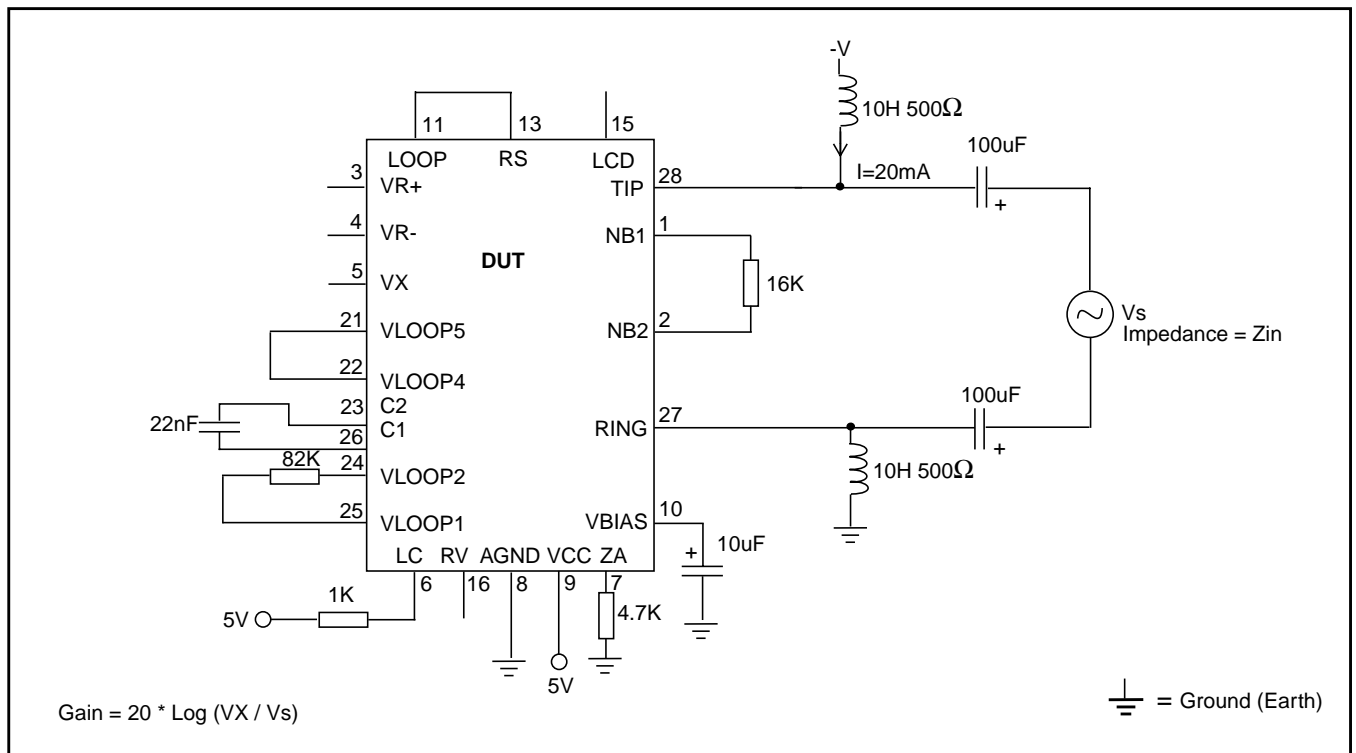 -V
10H 500Ω
11
13
15
100uF
LOOP
RS
LCD
I=20mA
3
VR+
TIP
28
+
4
VR-
NB1
1
DUT
16K
5
VX
Vs
Impedance = Zin
21
VLOOP5
NB2
2
22
VLOOP4
23
C2
100uF
22nF
C1
RING
27
26
+
82K
24
VLOOP2
10H 500Ω
25
VLOOP1
VBIAS
10
10uF
+
LC
RV
AGND
VCC
ZA
6
16
8
9
7
1K
4.7K
5V
5V
= Ground (Earth)
Gain = 20 * Log (VX / Vs)